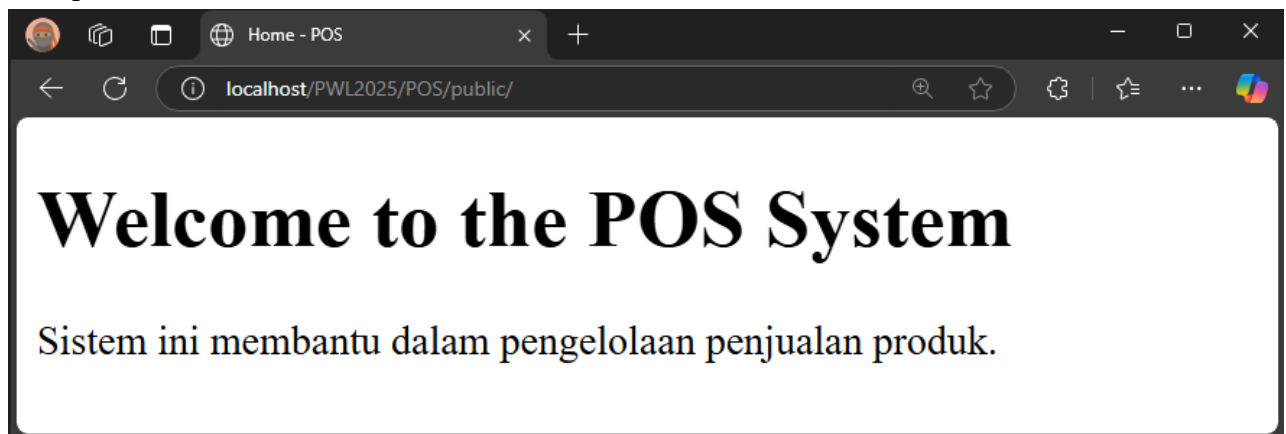 Home - POS
localhost/PWL2025/POS/public/
Welcome to the POS System
Sistem ini membantu dalam pengelolaan penjualan produk.